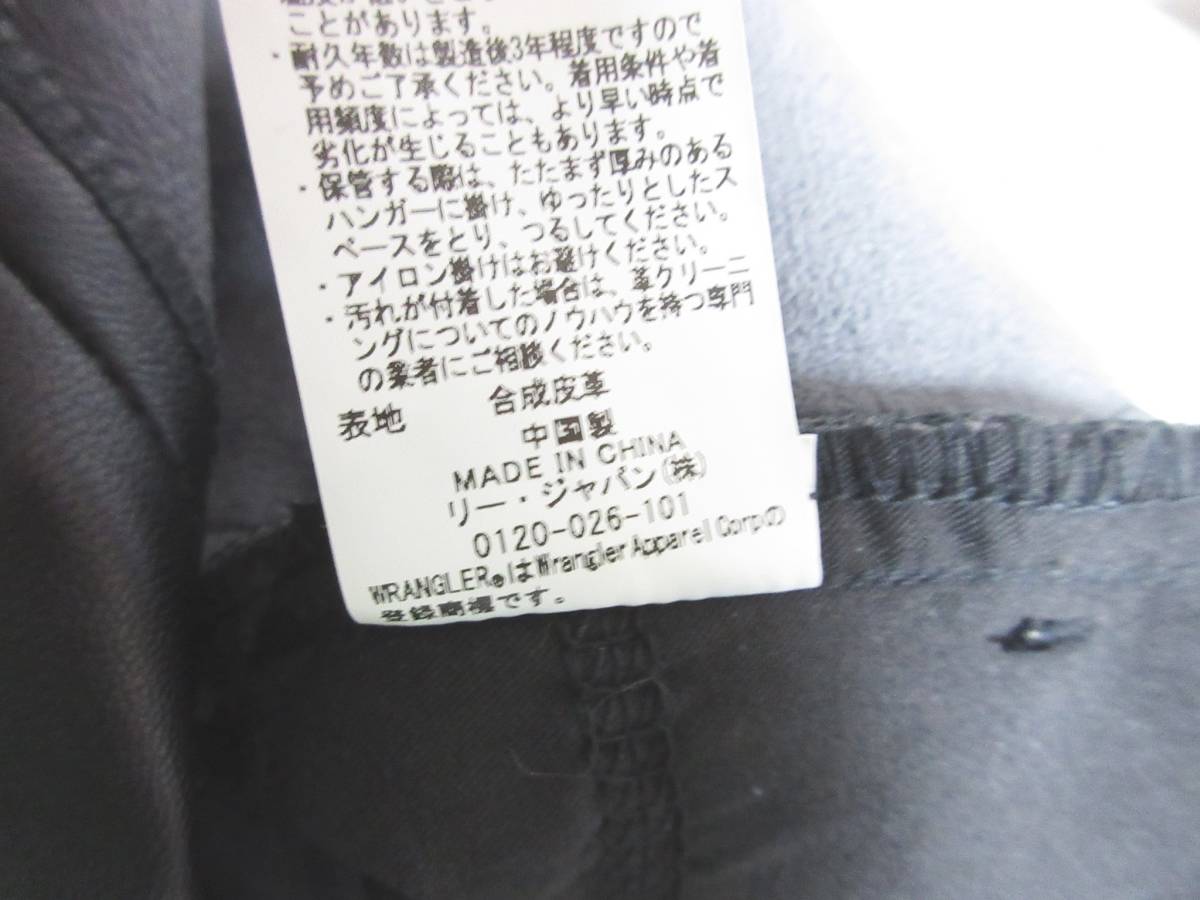 ことがあります。
・耐久年数は製造後3年程度ですので
予めご了承ください。着用条件や着
用頻度によっては、より早い時点で
劣化が生じることもあります。
・保管する際は、たたまず厚みのある
ハンガーに掛け、ゆったりとしたス
ペースをとり、つるしてください。
・アイロン掛けはお避けください。
・汚れが付着した場合は、革クリーニ
ングについてのノウハウを持つ専門
の業者にご相談ください。
表地 合成皮革
中国製
MADE IN CHINA
リー・ジャパン(株)
0120-026-101
WRANGLER®はWrangler Apparel Corpの
登録商標です。